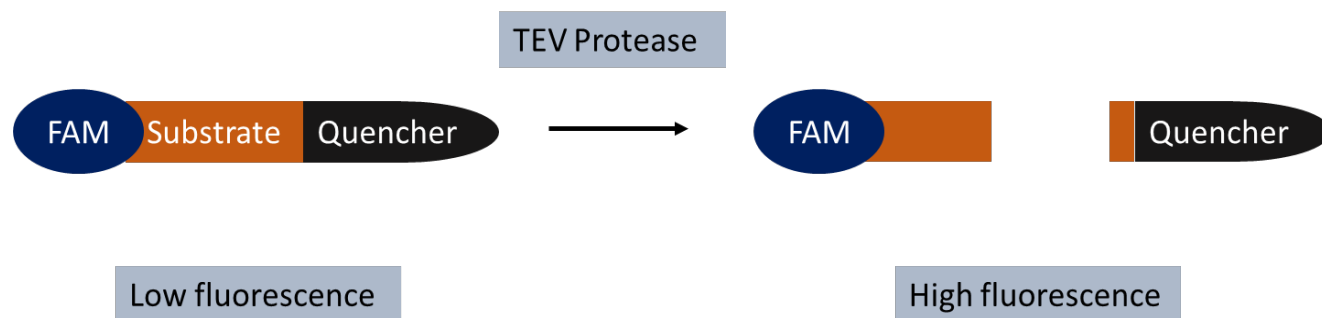 TEV Protease
FAM Substrate Quencher
FAM
Quencher
Low fluorescence
High fluorescence